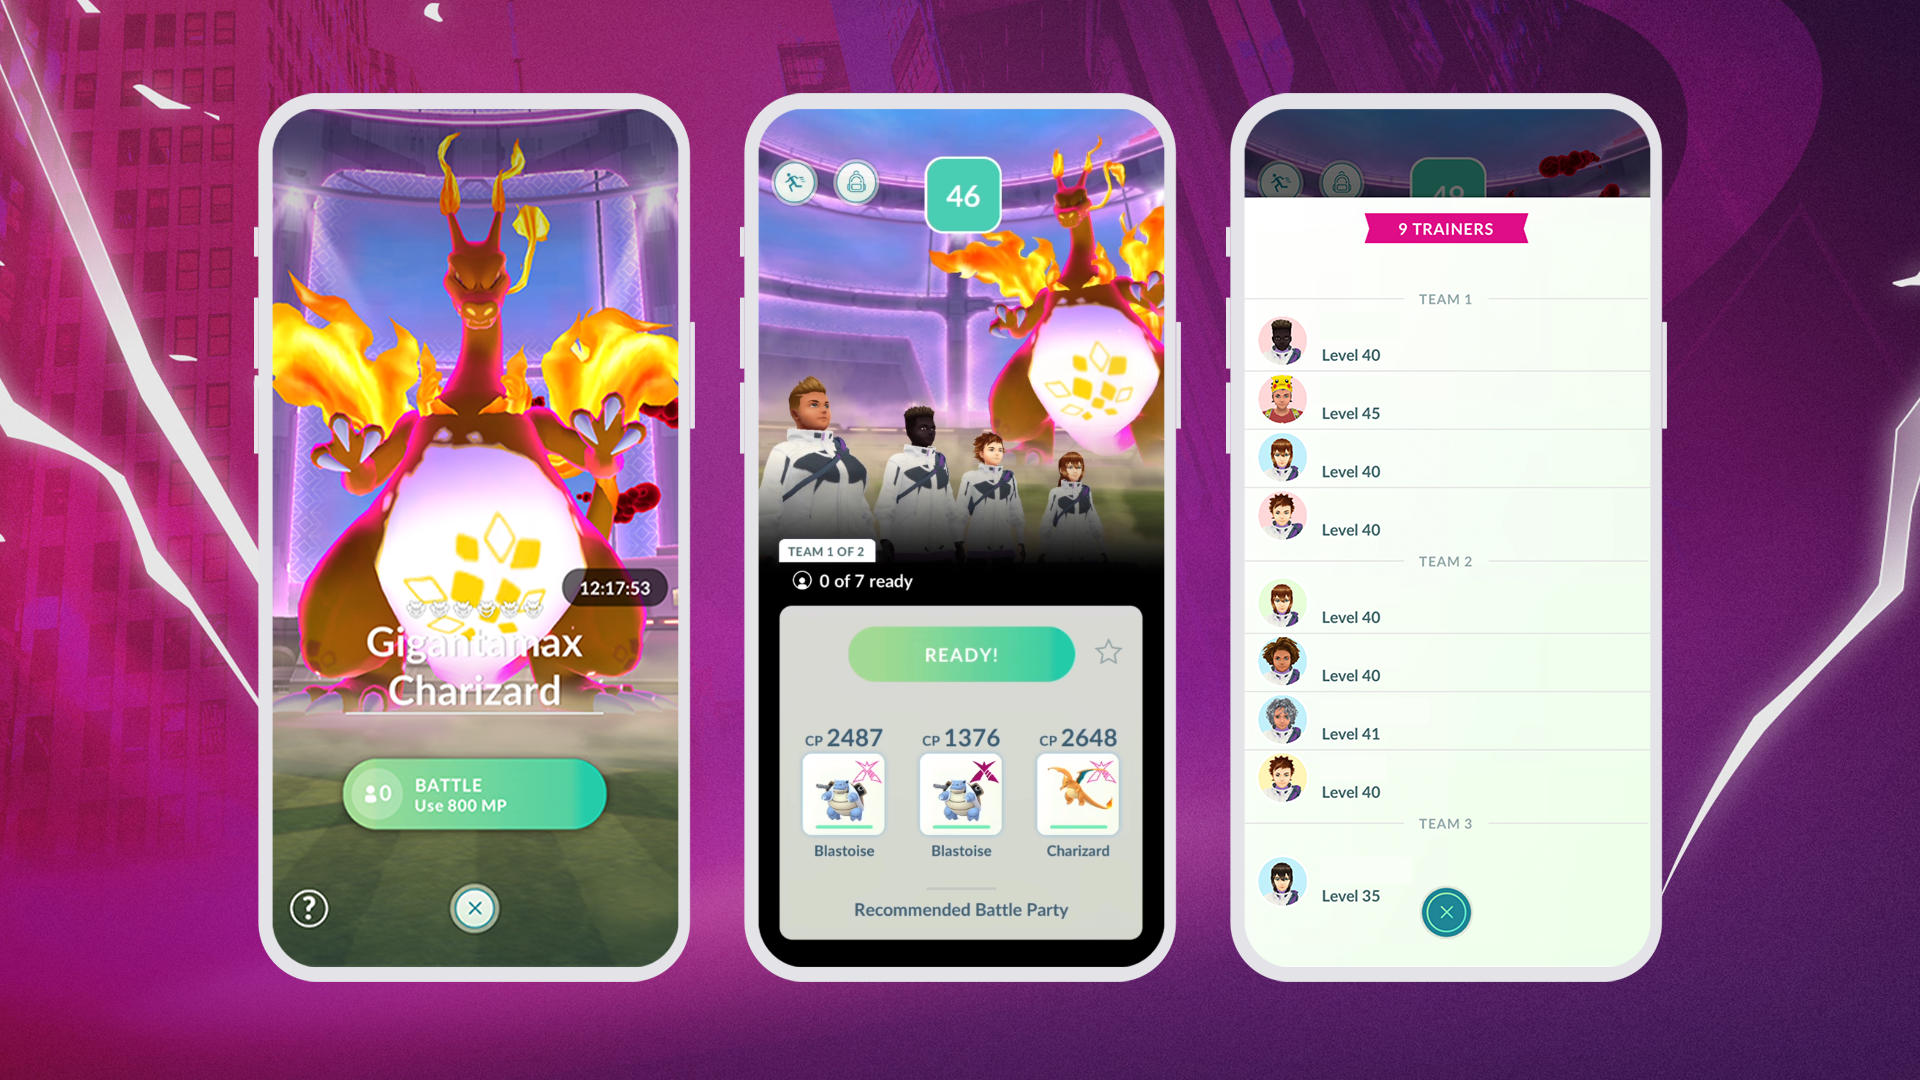 12:17:53
Gigantamax
Charizard
0
BATTLE
Use 800 MP
?
46
TEAM 1 OF 2
0 of 7 ready
READY!
CP 2487
CP 1376
CP 2648
Blastoise
Blastoise
Charizard
Recommended Battle Party
49
9 TRAINERS
TEAM 1
Level 40
Level 45
Level 40
Level 40
TEAM 2
Level 40
Level 40
Level 41
Level 40
TEAM 3
Level 35